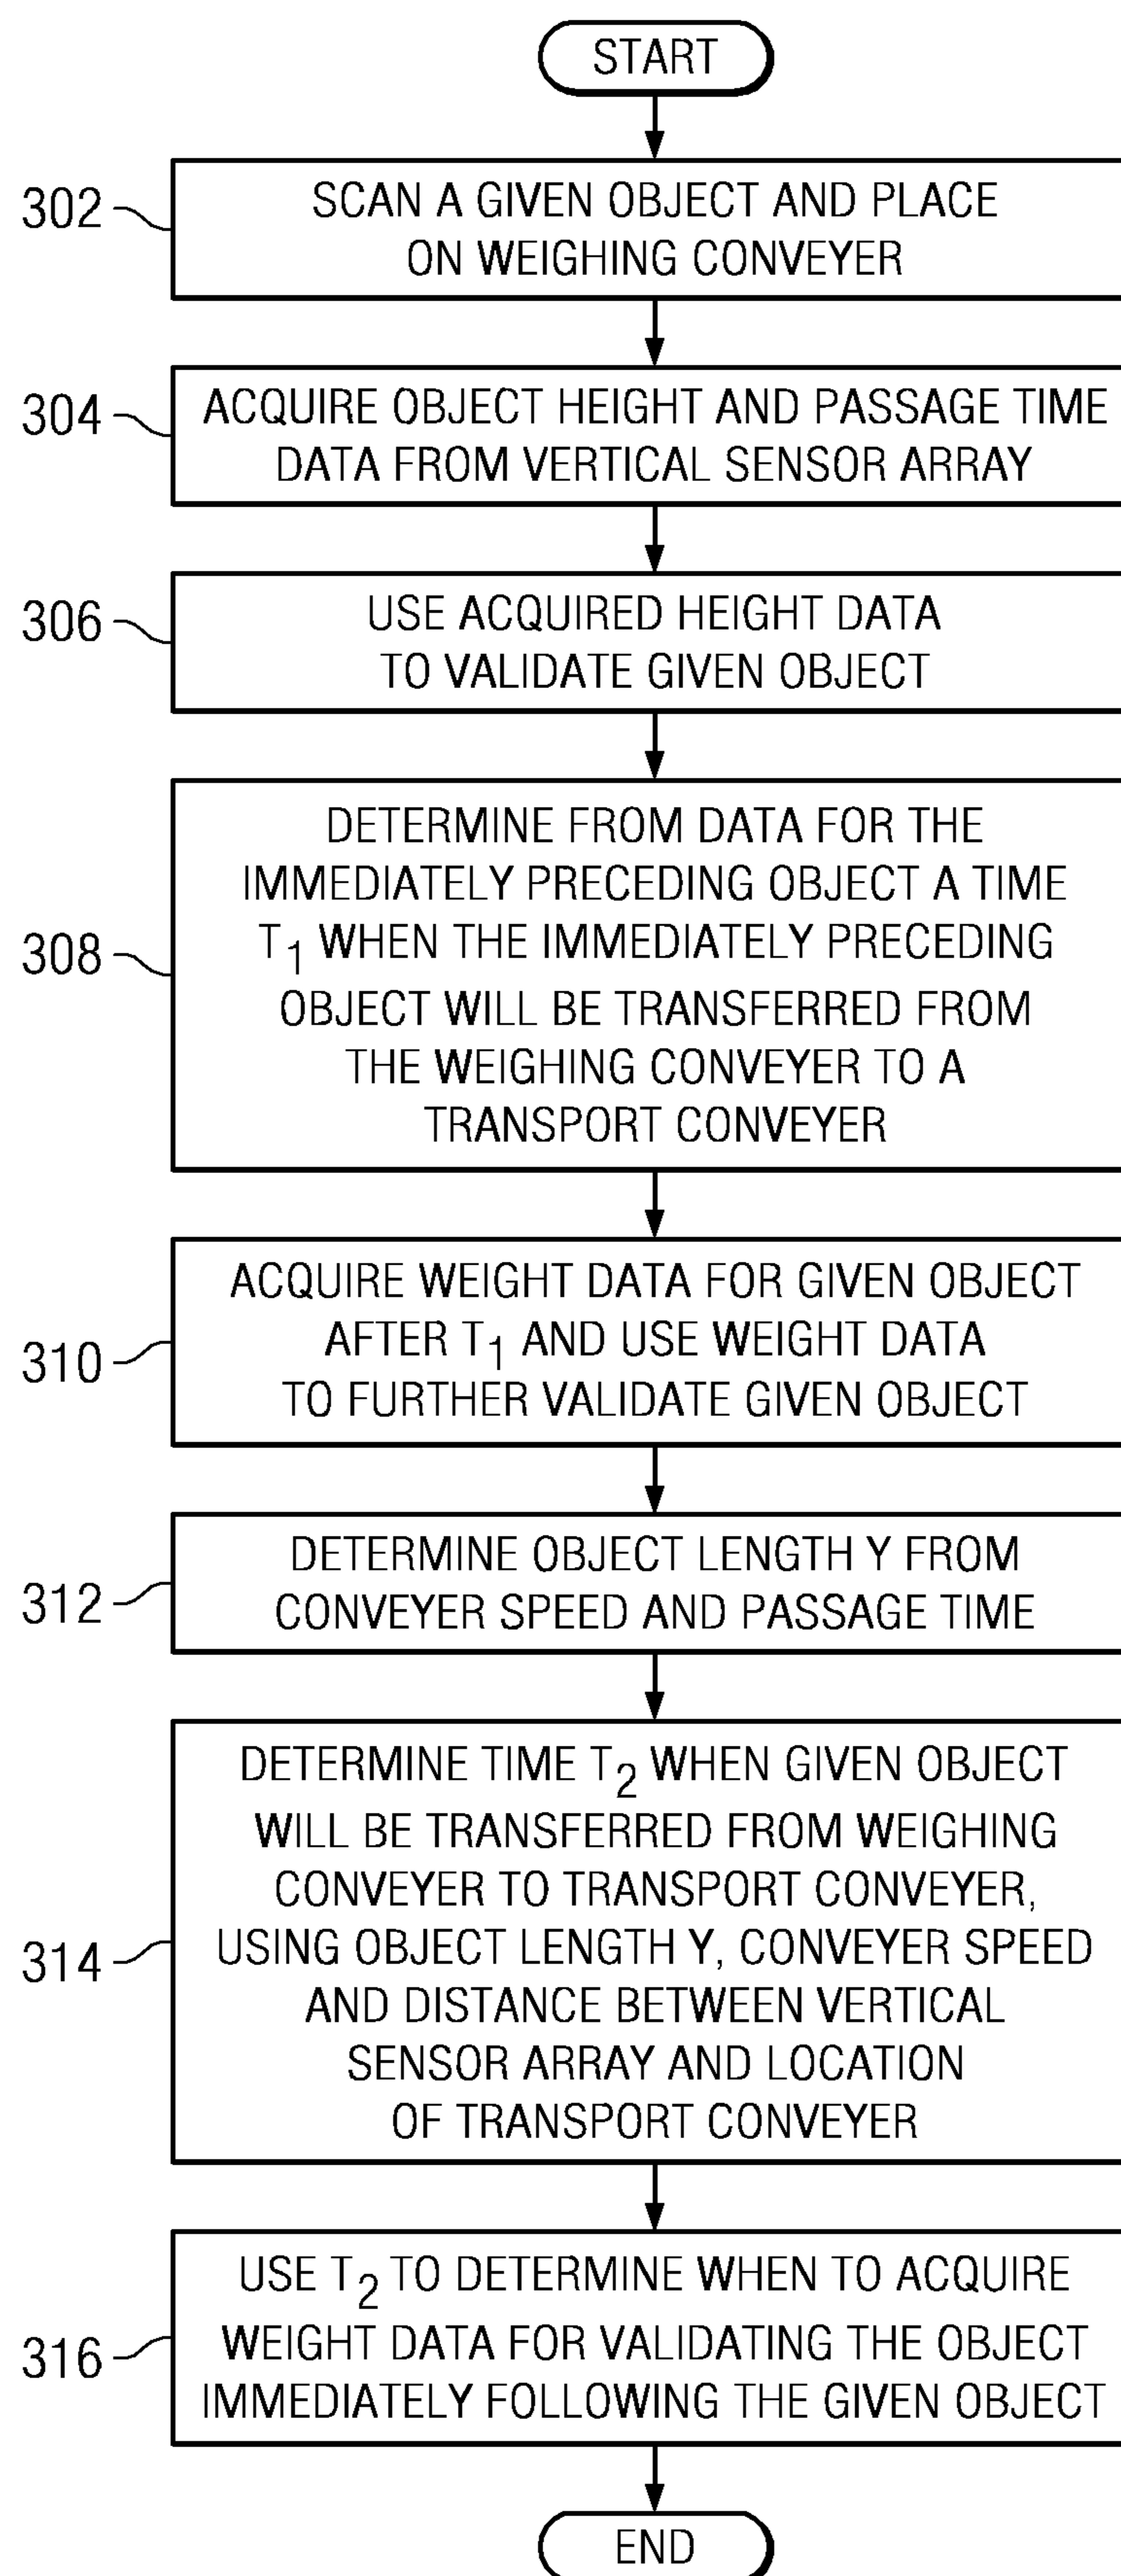 START
302
SCAN A GIVEN OBJECT AND PLACE
ON WEIGHING CONVEYER
304
ACQUIRE OBJECT HEIGHT AND PASSAGE TIME
DATA FROM VERTICAL SENSOR ARRAY
306
USE ACQUIRED HEIGHT DATA
TO VALIDATE GIVEN OBJECT
308
DETERMINE FROM DATA FOR THE
IMMEDIATELY PRECEDING OBJECT A TIME
T1 WHEN THE IMMEDIATELY PRECEDING
OBJECT WILL BE TRANSFERRED FROM
THE WEIGHING CONVEYER TO A
TRANSPORT CONVEYER
310
ACQUIRE WEIGHT DATA FOR GIVEN OBJECT
AFTER T1 AND USE WEIGHT DATA
TO FURTHER VALIDATE GIVEN OBJECT
312
DETERMINE OBJECT LENGTH Y FROM
CONVEYER SPEED AND PASSAGE TIME
314
DETERMINE TIME T2 WHEN GIVEN OBJECT
WILL BE TRANSFERRED FROM WEIGHING
CONVEYER TO TRANSPORT CONVEYER,
USING OBJECT LENGTH Y, CONVEYER SPEED
AND DISTANCE BETWEEN VERTICAL
SENSOR ARRAY AND LOCATION
OF TRANSPORT CONVEYER
316
USE T2 TO DETERMINE WHEN TO ACQUIRE
WEIGHT DATA FOR VALIDATING THE OBJECT
IMMEDIATELY FOLLOWING THE GIVEN OBJECT
END